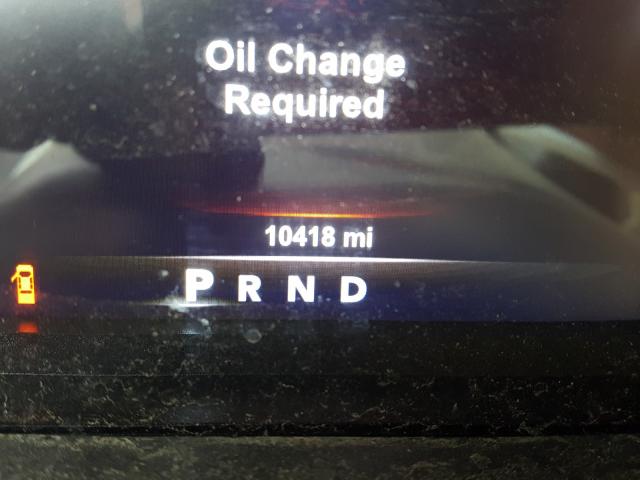 Oil Change
Required
10418 mi
P R N D